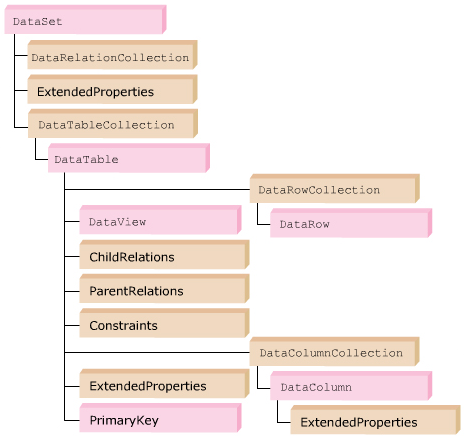 DataSet
DataRelationCollection
ExtendedProperties
DataTableCollection
DataTable
DataRowCollection
DataRow
DataView
ChildRelations
ParentRelations
Constraints
DataColumnCollection
DataColumn
ExtendedProperties
ExtendedProperties
PrimaryKey